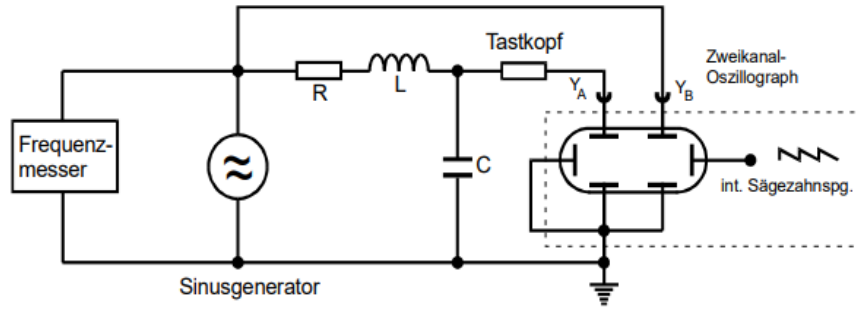 Tastkopf
Zweikanal-
Oszillograph
R
L
Y_A
Y_B
Frequenz-
messer
C
int. Sägezahnspg.
Sinusgenerator